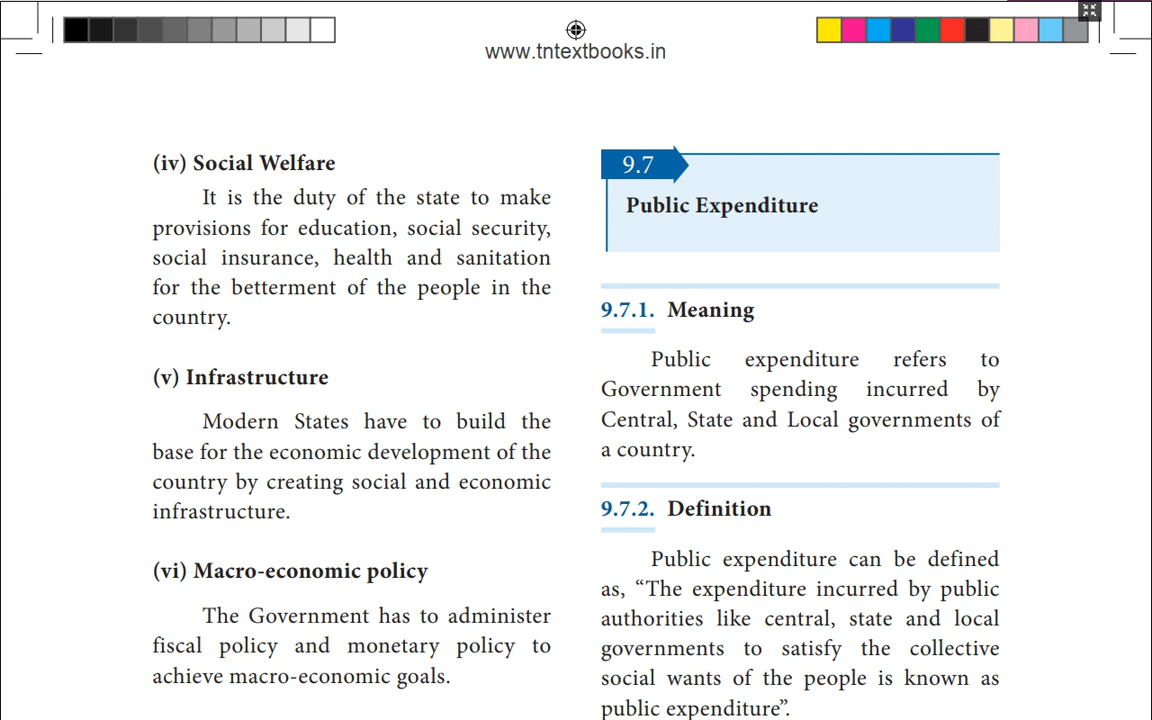 www.tntextbooks.in
(iv) Social Welfare
It is the duty of the state to make
provisions for education, social security,
social insurance, health and sanitation
for the betterment of the people in the
country.
(v) Infrastructure
Modern States have to build the
base for the economic development of the
country by creating social and economic
infrastructure.
(vi) Macro-economic policy
The Government has to administer
fiscal policy and monetary policy to
achieve macro-economic goals.
9.7
Public Expenditure
9.7.1. Meaning
Public expenditure refers to
Government spending incurred by
Central, State and Local governments of
a country.
9.7.2. Definition
Public expenditure can be defined
as, “The expenditure incurred by public
authorities like central, state and local
governments to satisfy the collective
social wants of the people is known as
public expenditure”.